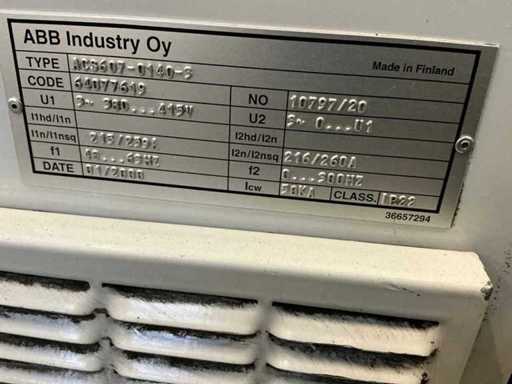 ABB Industry Oy
TYPE ACS607-0140-3 Made in Finland
CODE 64077619 NO 10797/20
U1 3~ 380...415V U2 3~ 0...U1
I1hd/I1n I2hd/I2n
I1n/I1nsq 215/259A I2n/I2nsq 216/260A
f1 48...63HZ f2 0...300HZ
DATE 01/2000 Icw 50KA CLASS. IP22
36657294